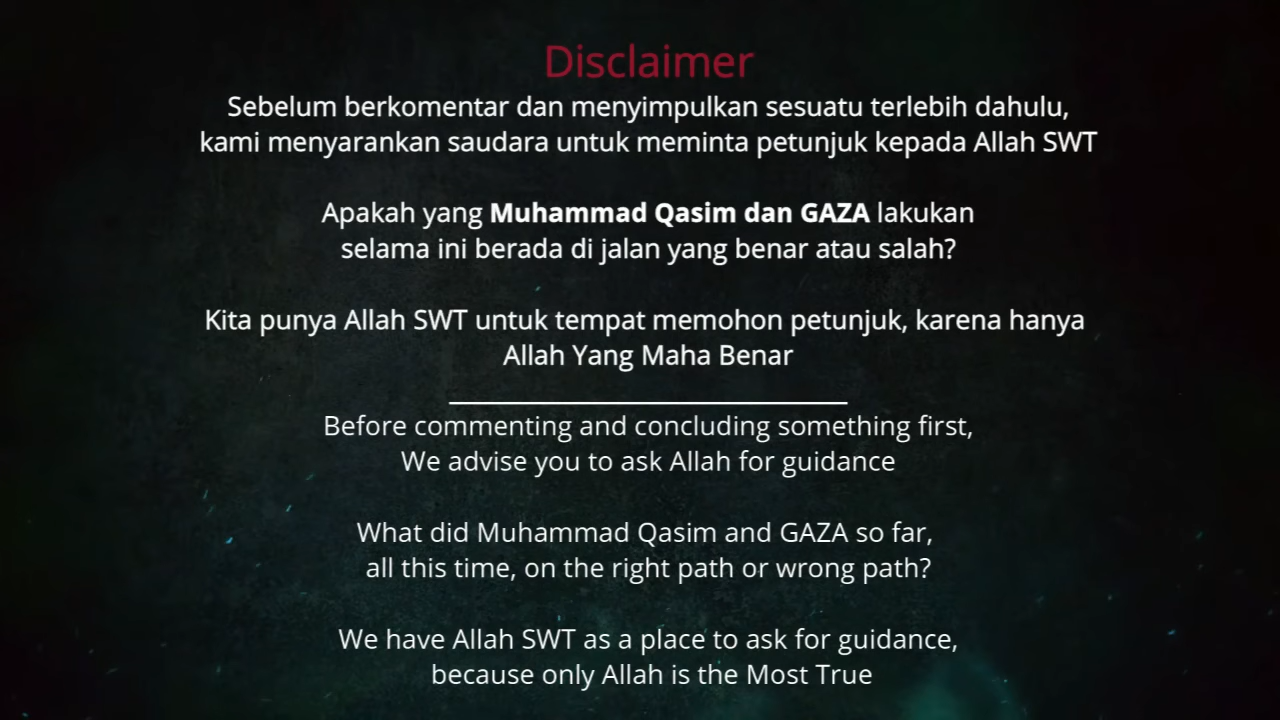 Disclaimer
Sebelum berkomentar dan menyimpulkan sesuatu terlebih dahulu,
kami menyarankan saudara untuk meminta petunjuk kepada Allah SWT
Apakah yang Muhammad Qasim dan GAZA lakukan
selama ini berada di jalan yang benar atau salah?
Kita punya Allah SWT untuk tempat memohon petunjuk, karena hanya
Allah Yang Maha Benar
Before commenting and concluding something first,
We advise you to ask Allah for guidance
What did Muhammad Qasim and GAZA so far,
all this time, on the right path or wrong path?
We have Allah SWT as a place to ask for guidance,
because only Allah is the Most True